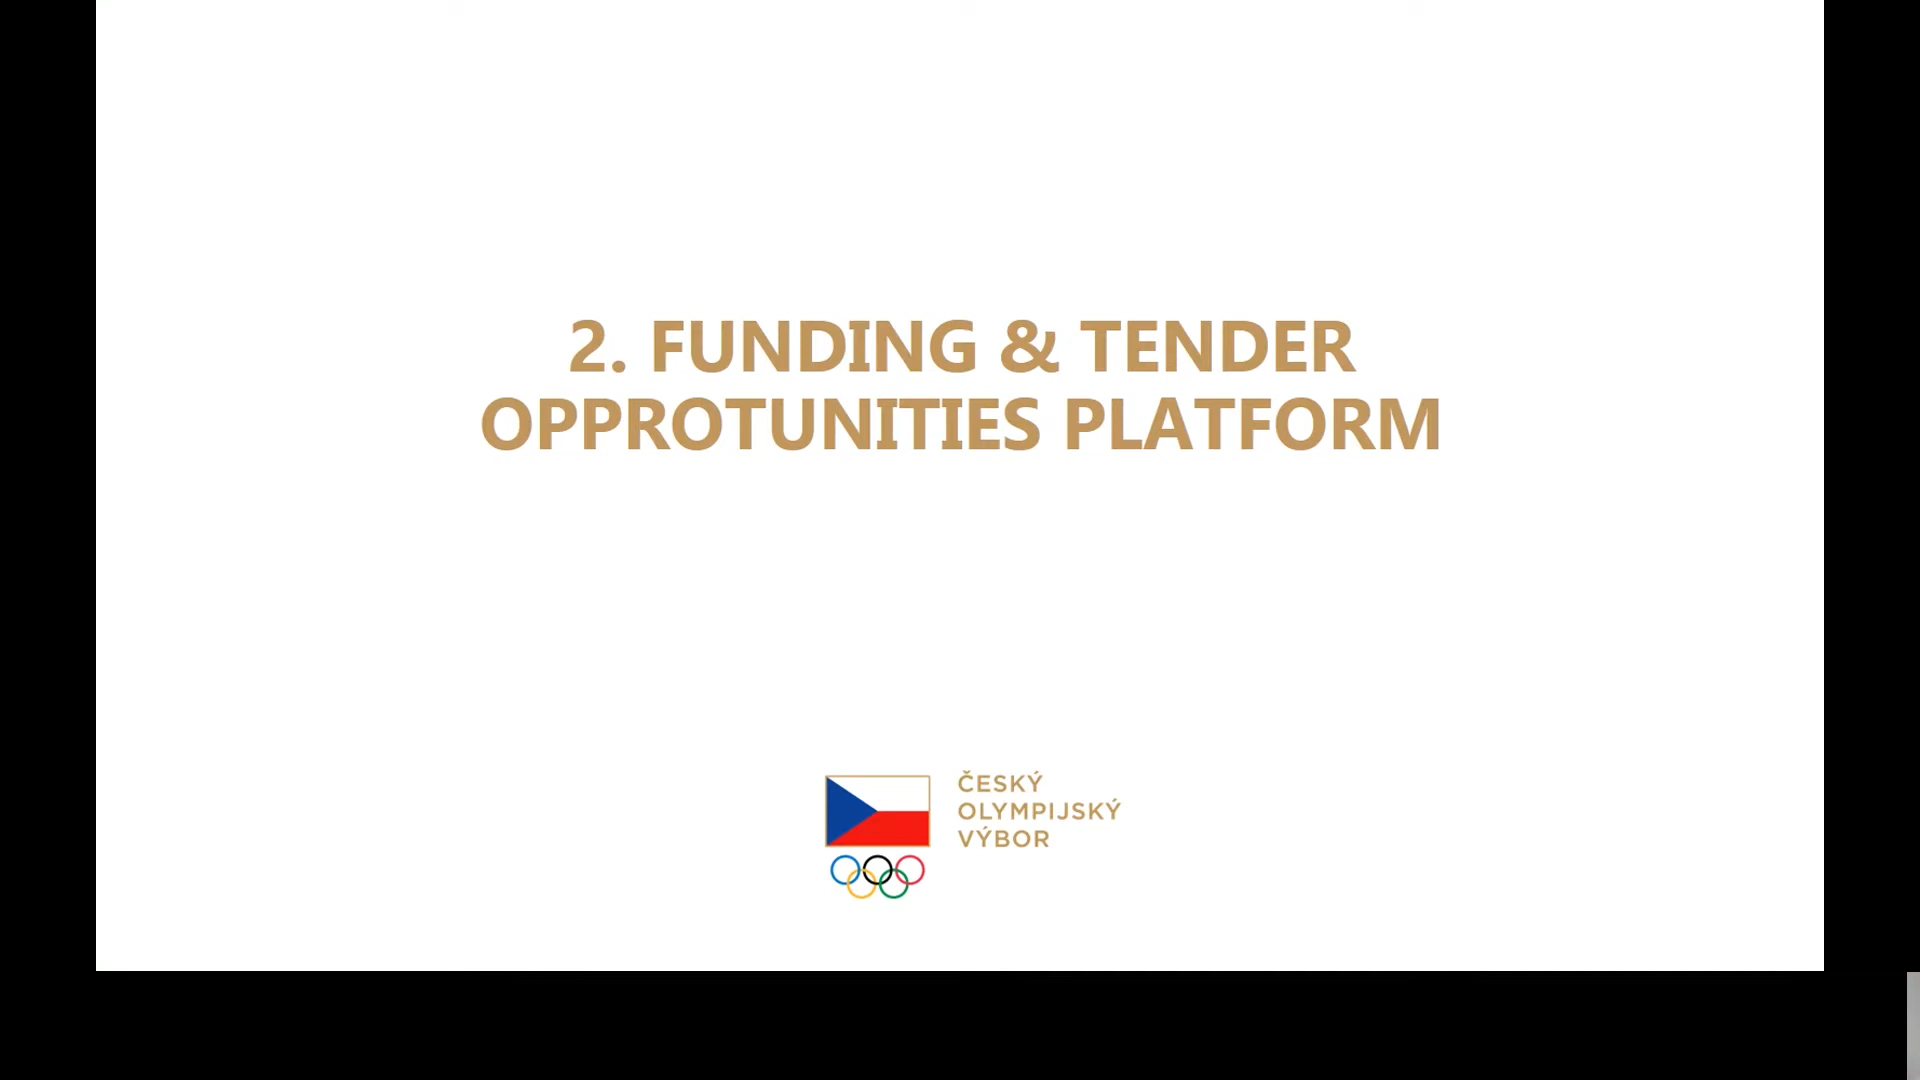 2. FUNDING & TENDER
OPPROTUNITIES PLATFORM
ČESKÝ
OLYMPIJSKÝ
VÝBOR